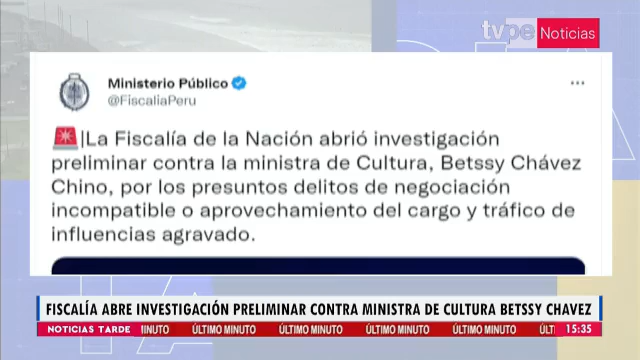 tvpe Noticias
Ministerio Público
@FiscaliaPeru
|La Fiscalía de la Nación abrió investigación
preliminar contra la ministra de Cultura, Betssy Chávez
Chino, por los presuntos delitos de negociación
incompatible o aprovechamiento del cargo y tráfico de
influencias agravado.
FISCALÍA ABRE INVESTIGACIÓN PRELIMINAR CONTRA MINISTRA DE CULTURA BETSSY CHAVEZ
NOTICIAS TARDE MINUTO ÚLTIMO MINUTO ÚLTIMO MINUTO ÚLTIMO MINUTO ÚLTIMO MINUTO ÚLTI 15:35